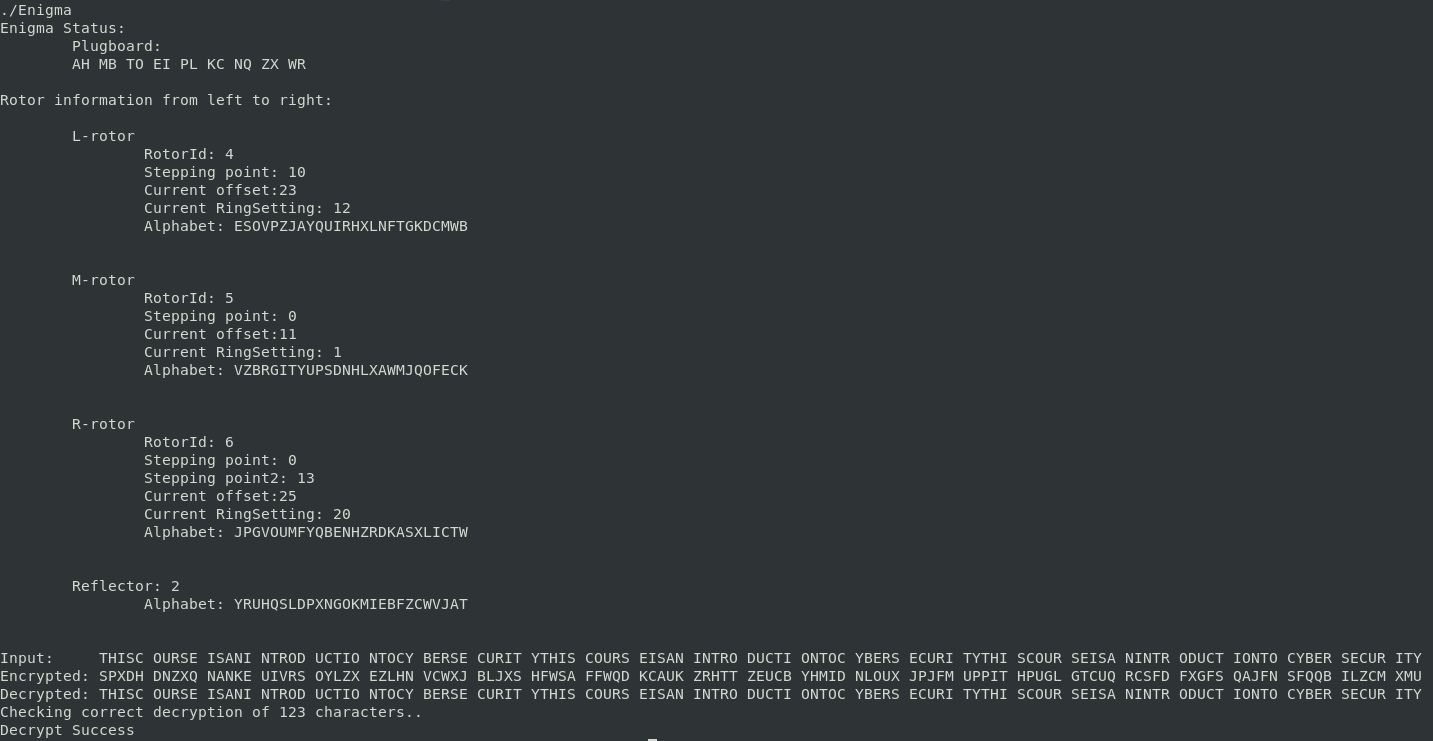 ./Enigma
Enigma Status:
Plugboard:
AH MB TO EI PL KC NQ ZX WR
Rotor information from left to right:
L-rotor
RotorId: 4
Stepping point: 10
Current offset:23
Current RingSetting: 12
Alphabet: ESOVPZJAYQUIRHXLNFTGKDCMWB
M-rotor
RotorId: 5
Stepping point: 0
Current offset:11
Current RingSetting: 1
Alphabet: VZBRGITYUPSDNHLXAWMJQOFECK
R-rotor
RotorId: 6
Stepping point: 0
Stepping point2: 13
Current offset:25
Current RingSetting: 20
Alphabet: JPGVOUMFYQBENHZRDKASXLICTW
Reflector: 2
Alphabet: YRUHQSLDPXNGOKMIEBFZCWVJAT
Input: THISC OURSE ISANI NTROD UCTIO NTOCY BERSE CURIT YTHIS COURS EISAN INTRO DUCTI ONTOC YBERS ECURI TYTHI SCOUR SEISA NINTR ODUCT IONTO CYBER SECUR ITY
Encrypted: SPXDH DNZXQ NANKE UIVRS OYLZX EZLHN VCWXJ BLJXS HFWSA FFWQD KCAUK ZRHTT ZEUCB YHMID NLOUX JPJFM UPPIT HPUGL GTCUQ RCSFD FXGFS QAJFN SFQQB ILZCM XMU
Decrypted: THISC OURSE ISANI NTROD UCTIO NTOCY BERSE CURIT YTHIS COURS EISAN INTRO DUCTI ONTOC YBERS ECURI TYTHI SCOUR SEISA NINTR ODUCT IONTO CYBER SECUR ITY
Checking correct decryption of 123 characters..
Decrypt Success